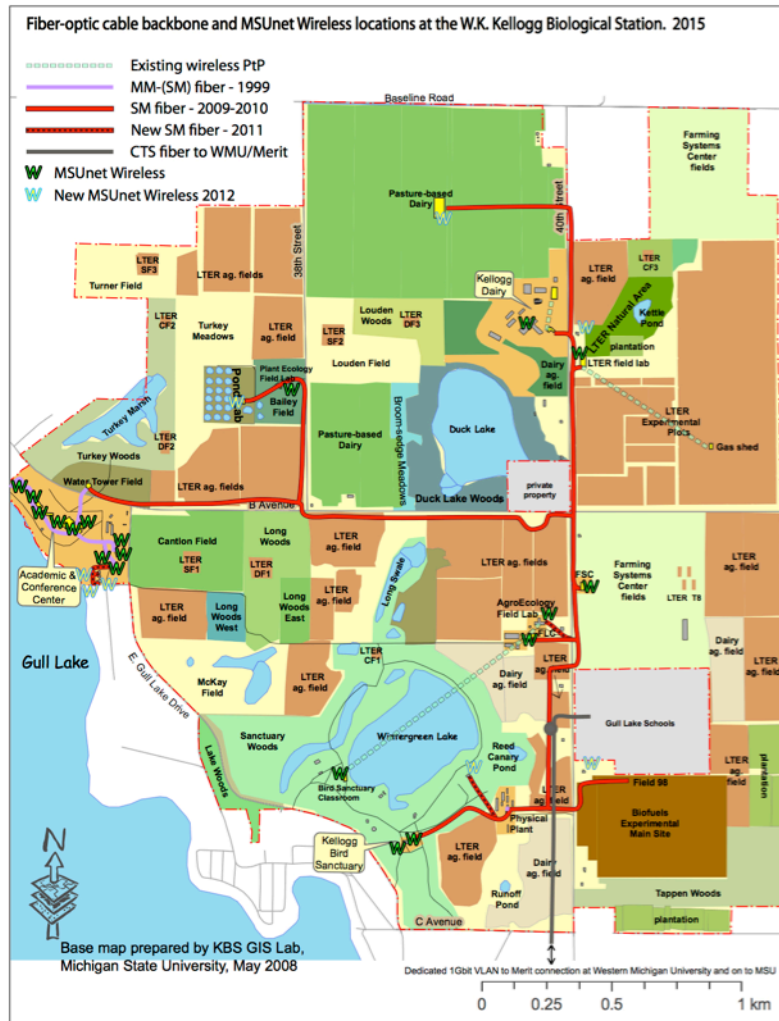 Fiber-optic cable backbone and MSUnet Wireless locations at the W.K. Kellogg Biological Station. 2015
Existing wireless PtP
MM-(SM) fiber - 1999
SM fiber - 2009-2010
New SM fiber - 2011
CTS fiber to WMU/Merit
W MSUnet Wireless
W New MSUnet Wireless 2012
Baseline Road
Farming
Systems
Center
fields
Pasture-based
Dairy
40th Street
38th Street
LTER
SF3
Turner Field
LTER ag. fields
LTER
ag. field
LTER
CF3
Kellogg
Dairy
LTER Natural Area
Kettle
Pond
plantation
LTER field lab
LTER
CF2
Turkey
Meadows
LTER
ag. field
Louden
Woods
LTER
DF3
LTER
SF2
Louden Field
Dairy
ag. field
Plant Ecology
Field Lab
Pond Lab
Bailey
Field
Turkey Marsh
LTER
DF2
Turkey Woods
Water Tower Field
LTER ag. fields
Pasture-based
Dairy
Broom-sedge Meadows
Duck Lake
Duck Lake Woods
private
property
LTER
Experimental
Plots
Gas shed
B Avenue
Academic &
Conference
Center
Cantion Field
LTER
SF1
Long
Woods
LTER
DF1
LTER
ag. field
Long Swale
LTER ag. fields
FSC
Farming
Systems
Center
fields
LTER T8
LTER
ag. field
LTER
ag. field
Long
Woods
West
Long
Woods
East
AgroEcology
Field Lab
FLC
Gull Lake
E. Gull Lake Drive
McKay
Field
LTER
ag. field
LTER
CF1
Dairy
ag. field
LTER
ag. field
Dairy
ag. field
LTER
ag. field
Gull Lake Schools
Sanctuary
Woods
Wintergreen Lake
Reed
Canary
Pond
Lake Woods
Bird Sanctuary
Classroom
LTER
ag. field
LTER
ag. field
plantation
Field 98
Biofuels
Experimental
Main Site
Physical
Plant
Kellogg
Bird
Sanctuary
LTER
ag. field
Dairy
ag. field
Runoff
Pond
Tappen Woods
plantation
C Avenue
N
Base map prepared by KBS GIS Lab,
Michigan State University, May 2008
Dedicated 1Gbit VLAN to Merit connection at Western Michigan University and on to MSU
0 0.25 0.5 1 km